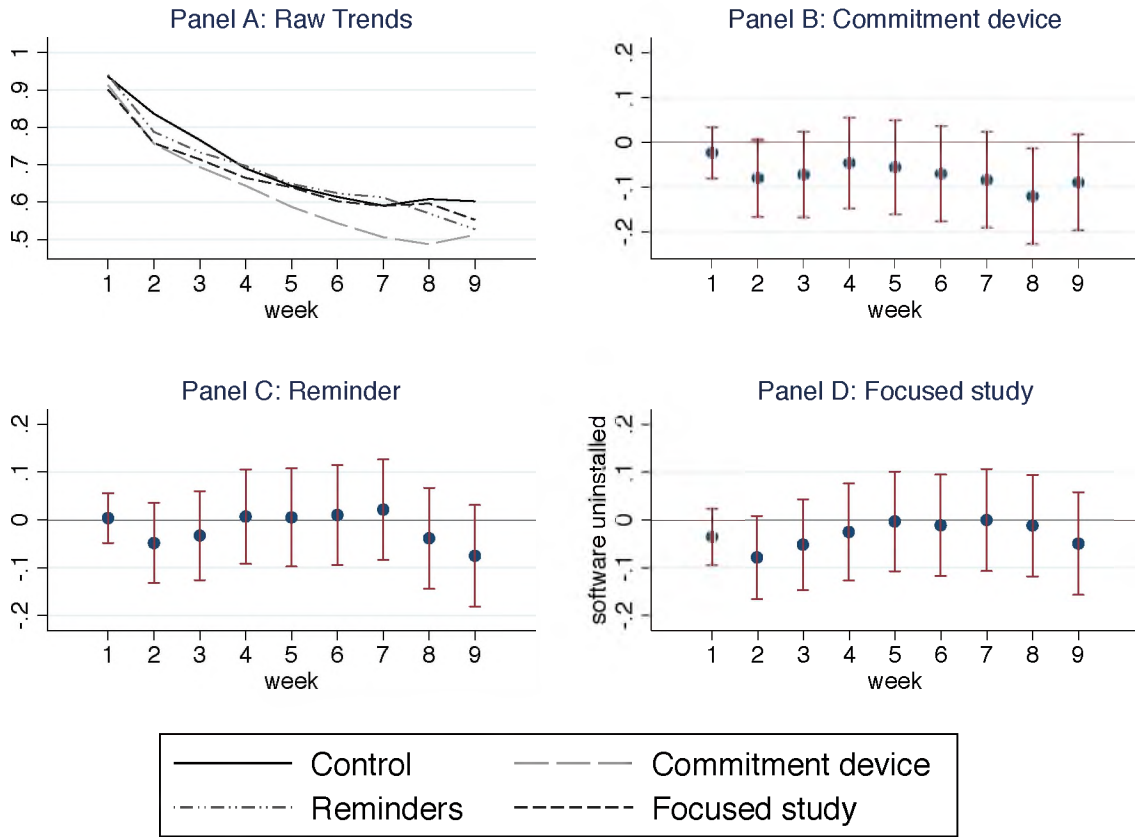 Panel A: Raw Trends
1
.9
.8
.7
.6
.5
1 2 3 4 5 6 7 8 9
week
Panel B: Commitment device
.2
.1
0
-.1
-.2
1 2 3 4 5 6 7 8 9
week
Panel C: Reminder
.2
.1
0
-.1
-.2
1 2 3 4 5 6 7 8 9
week
Panel D: Focused study
software uninstalled
.2
.1
0
-.1
-.2
1 2 3 4 5 6 7 8 9
week
Control
Commitment device
Reminders
Focused study